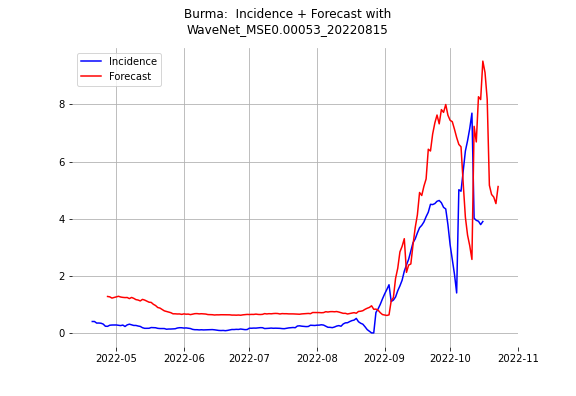 Burma:  Incidence + Forecast with
WaveNet_MSE0.00053_20220815
Incidence
Forecast
8
6
4
2
0
2022-05 2022-06 2022-07 2022-08 2022-09 2022-10 2022-11